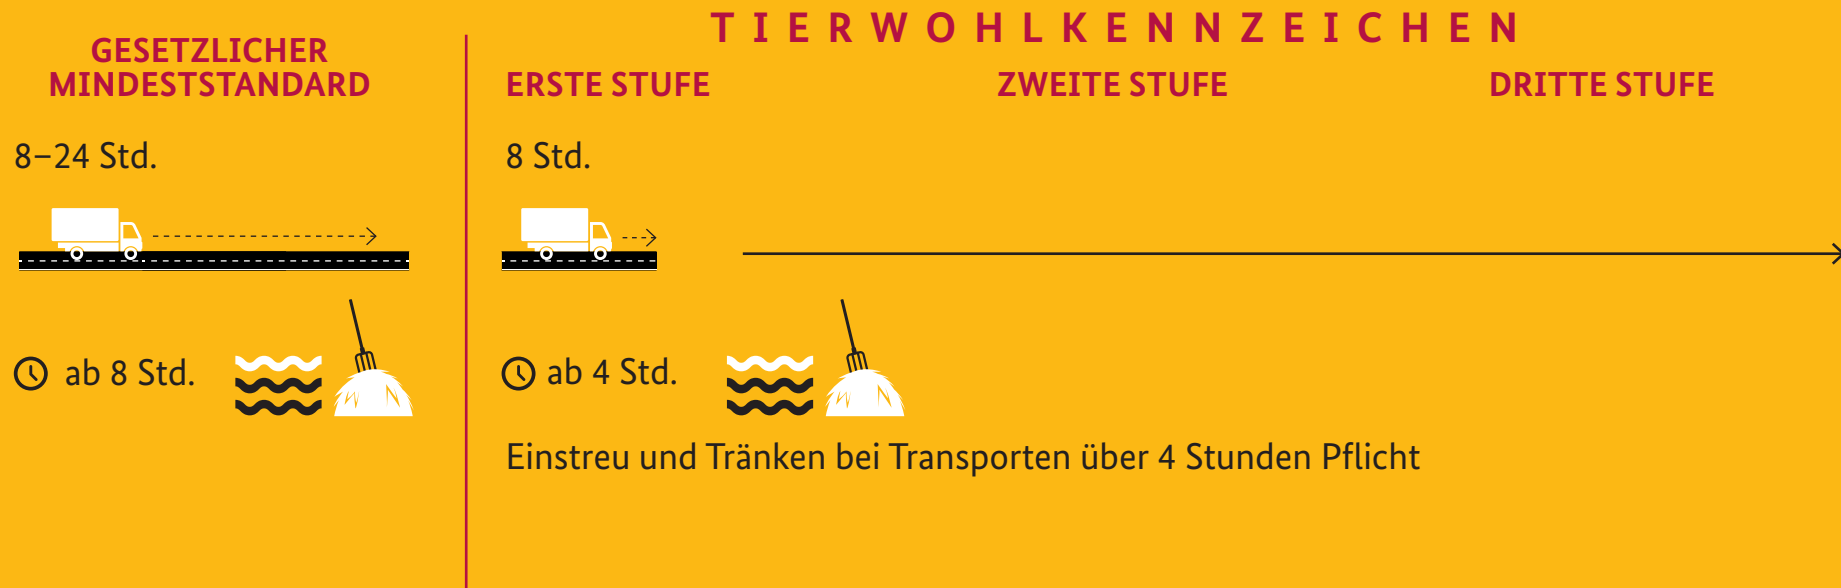 GESETZLICHER
MINDESTSTANDARD
8–24 Std.
ab 8 Std.
TIERWOHLKENNZEICHEN
ERSTE STUFE
ZWEITE STUFE
DRITTE STUFE
8 Std.
ab 4 Std.
Einstreu und Tränken bei Transporten über 4 Stunden Pflicht